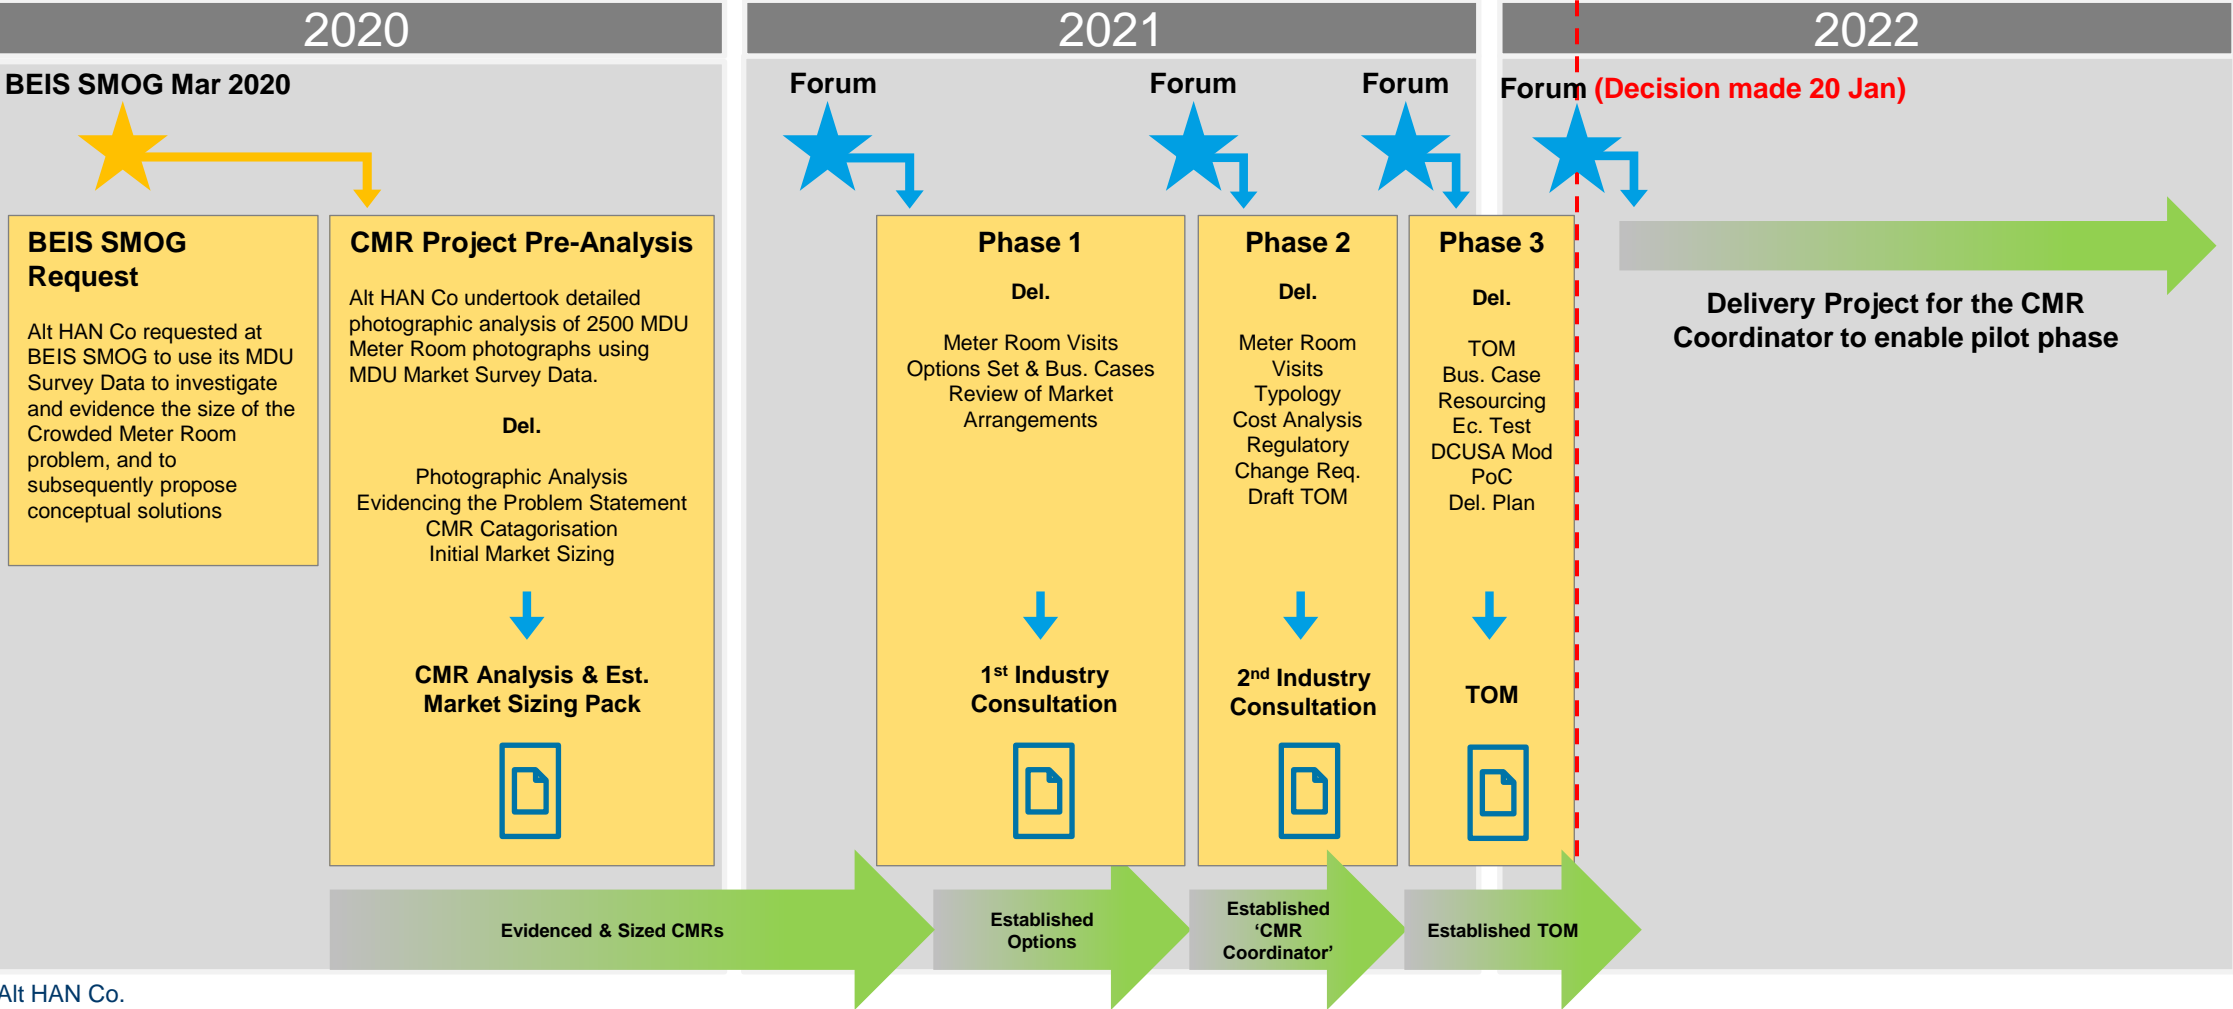 2020
2021
2022
BEIS SMOG Mar 2020
Forum
Forum
Forum
Forum (Decision made 20 Jan)
BEIS SMOG
Request
Alt HAN Co requested at
BEIS SMOG to use its MDU
Survey Data to investigate
and evidence the size of the
Crowded Meter Room
problem, and to
subsequently propose
conceptual solutions
CMR Project Pre-Analysis
Alt HAN Co undertook detailed
photographic analysis of 2500 MDU
Meter Room photographs using
MDU Market Survey Data.
Del.
Photographic Analysis
Evidencing the Problem Statement
CMR Catagorisation
Initial Market Sizing
CMR Analysis & Est.
Market Sizing Pack
Phase 1
Del.
Meter Room Visits
Options Set & Bus. Cases
Review of Market
Arrangements
1st Industry
Consultation
Phase 2
Del.
Meter Room
Visits
Typology
Cost Analysis
Regulatory
Change Req.
Draft TOM
2nd Industry
Consultation
Phase 3
Del.
TOM
Bus. Case
Resourcing
Ec. Test
DCUSA Mod
PoC
Del. Plan
TOM
Delivery Project for the CMR
Coordinator to enable pilot phase
Evidenced & Sized CMRs
Established
Options
Established
‘CMR
Coordinator’
Established TOM
Alt HAN Co.